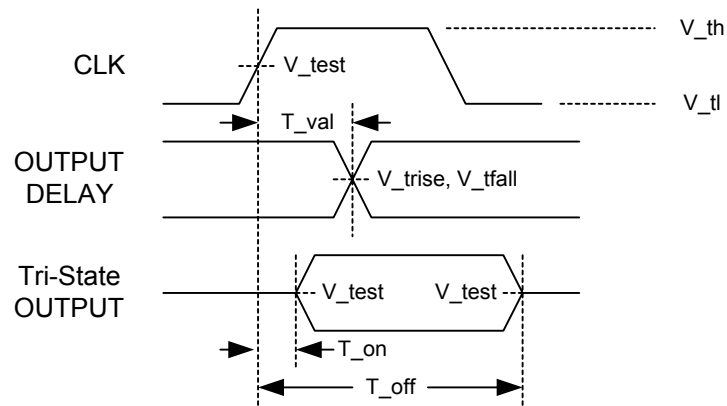 V_th
CLK
V_test
V_tl
T_val
OUTPUT
DELAY
V_trise, V_tfall
Tri-State
OUTPUT
V_test
V_test
T_on
T_off